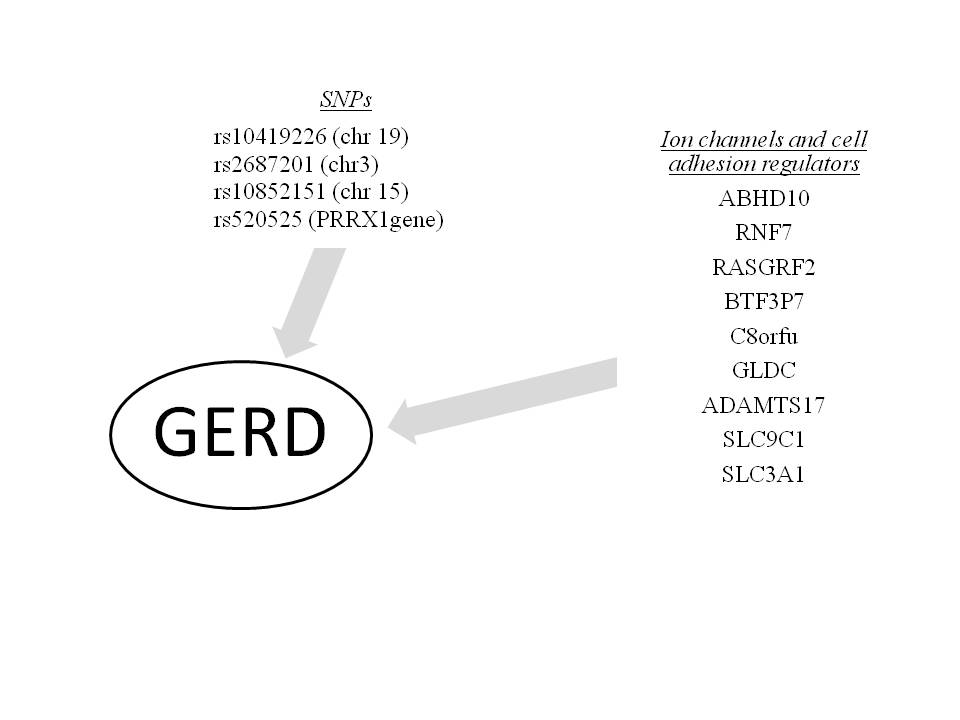 SNPs
rs10419226 (chr 19)
rs2687201 (chr3)
rs10852151 (chr 15)
rs520525 (PRRX1gene)
Ion channels and cell
adhesion regulators
ABHD10
RNF7
RASGRF2
BTF3P7
C8orfu
GLDC
ADAMTS17
SLC9C1
SLC3A1
GERD